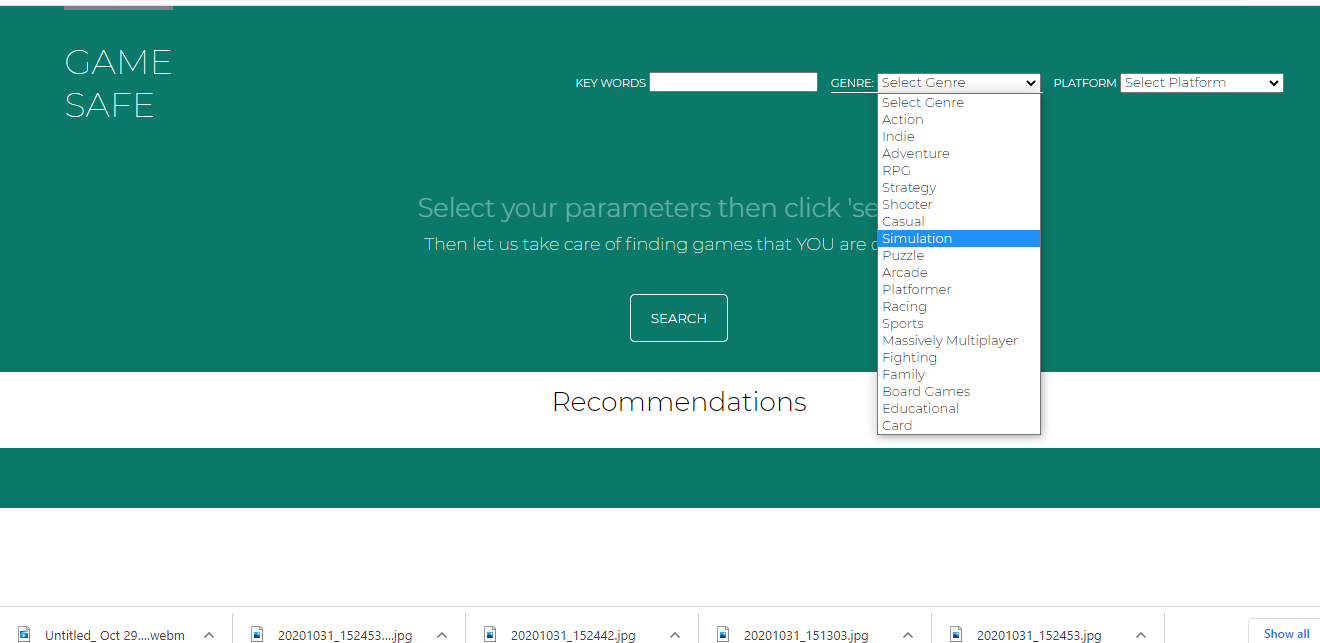 GAME
SAFE
KEY WORDS
GENRE: Select Genre
PLATFORM Select Platform
Select Genre
Action
Indie
Adventure
RPG
Strategy
Shooter
Casual
Simulation
Puzzle
Arcade
Platformer
Racing
Sports
Massively Multiplayer
Fighting
Family
Board Games
Educational
Card
Select your parameters then click 'se
Then let us take care of finding games that YOU are
SEARCH
Recommendations
Untitled_ Oct 29....webm
20201031_152453....jpg
20201031_152442.jpg
20201031_151303.jpg
20201031_152453.jpg
Show all